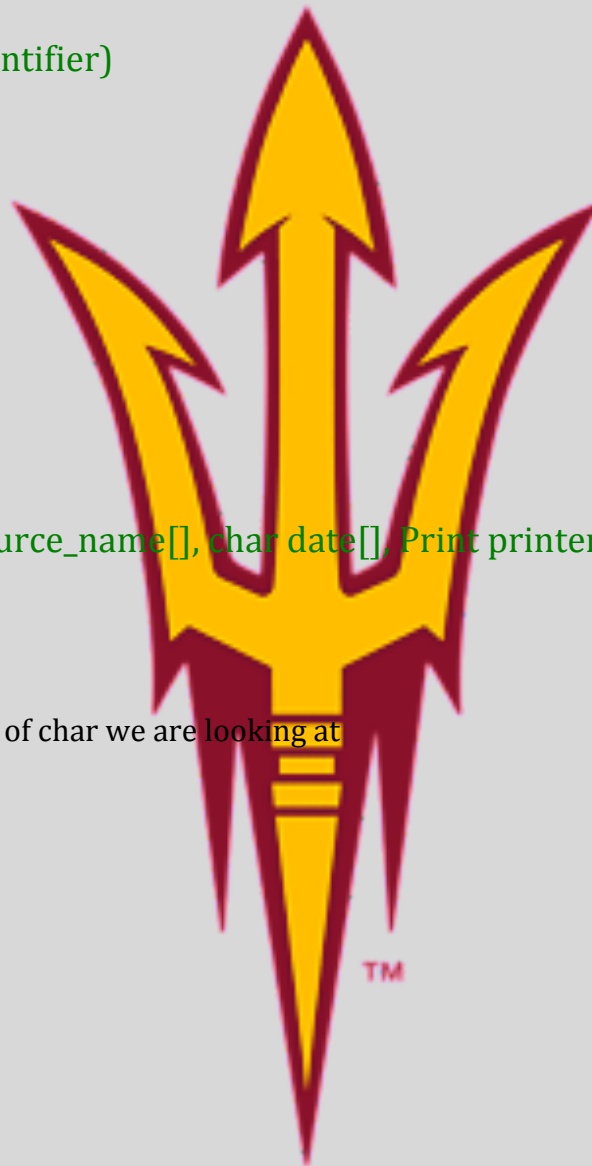 ntifier)
urce_name[], char date[], Print printer
of char we are looking at
TM